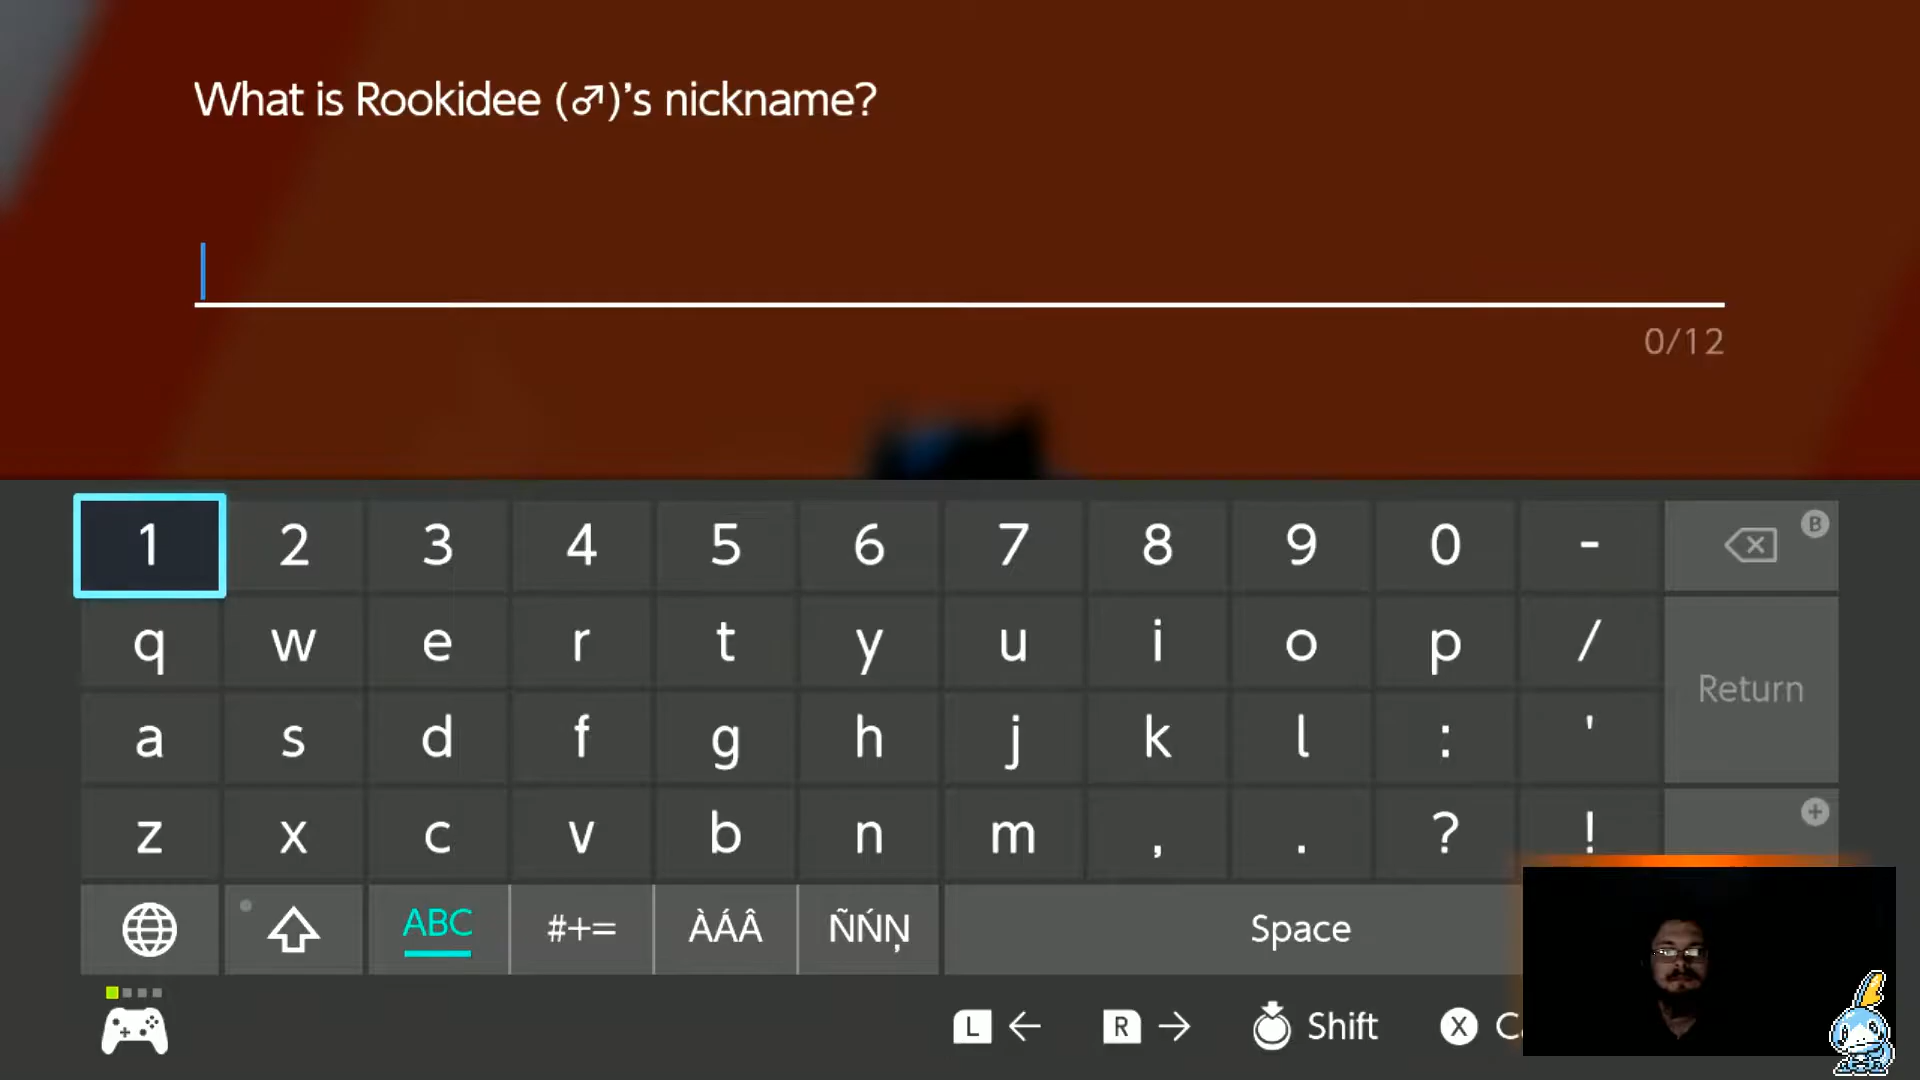 What is Rookidee (♂)'s nickname?
0/12
1 2 3 4 5 6 7 8 9 0 - B
q w e r t y u i o p /
Return
a s d f g h j k l : '
z x c v b n m , . ? ! +
ABC #+= ÀÁÂ ÑŃŅ Space
L ← R → Shift X